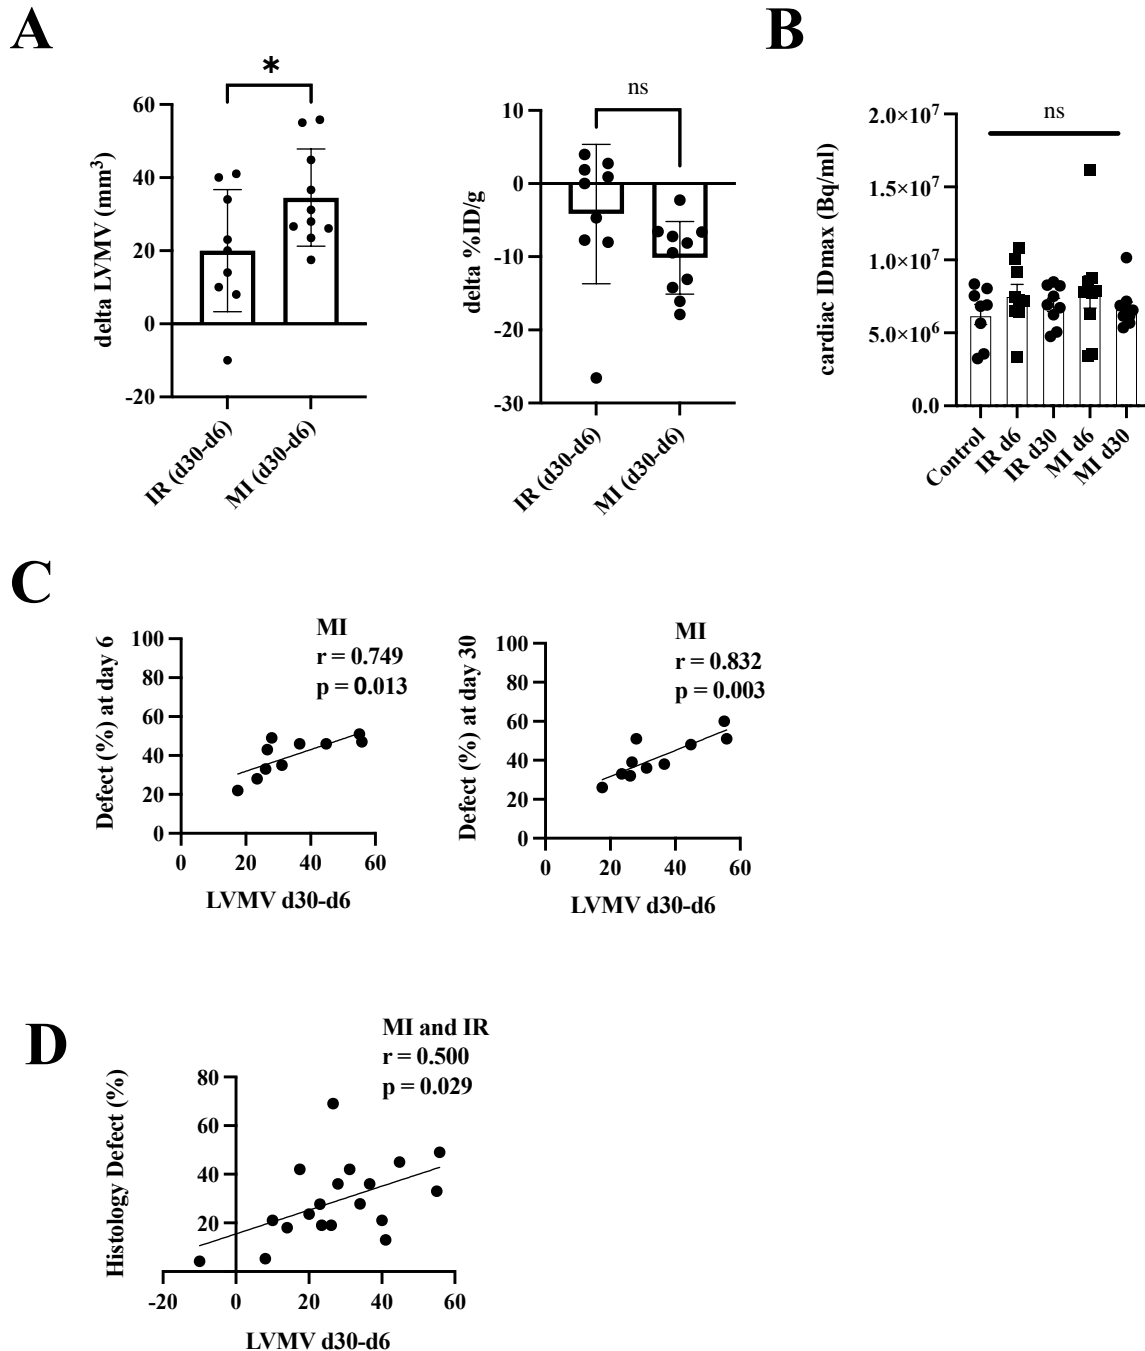 A
B
*
60
40
20
0
-20
delta LVMV (mm³)
IR (d30-d6)
MI (d30-d6)
ns
10
0
-10
-20
-30
delta %ID/g
IR (d30-d6)
MI (d30-d6)
ns
2.0×10⁷
1.5×10⁷
1.0×10⁷
5.0×10⁶
0.0
cardiac IDmax (Bq/ml)
Control
IR d6
IR d30
MI d6
MI d30
C
MI
r = 0.749
p = 0.013
100
80
60
40
20
0
Defect (%) at day 6
0 20 40 60
LVMV d30-d6
MI
r = 0.832
p = 0.003
100
80
60
40
20
0
Defect (%) at day 30
0 20 40 60
LVMV d30-d6
D
MI and IR
r = 0.500
p = 0.029
80
60
40
20
Histology Defect (%)
-20 0 20 40 60
LVMV d30-d6